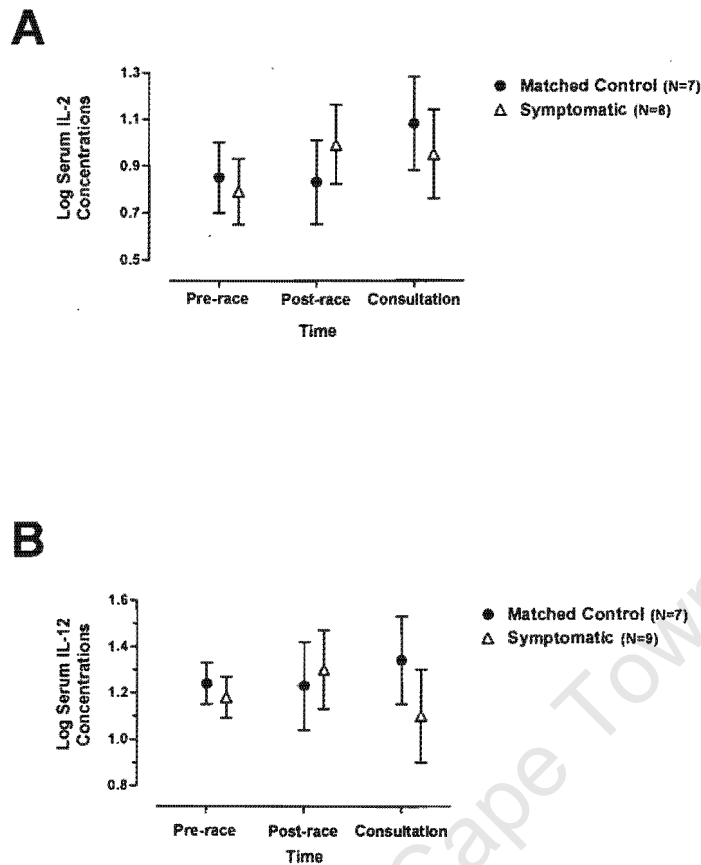 A
1.3
1.1
0.9
0.7
0.5
Log Serum IL-2
Concentrations
Matched Control (N=7)
Symptomatic (N=8)
Pre-race Post-race Consultation
Time
B
1.6
1.4
1.2
1.0
0.8
Log Serum IL-12
Concentrations
Matched Control (N=7)
Symptomatic (N=9)
Pre-race Post-race Consultation
Time
Cape Town